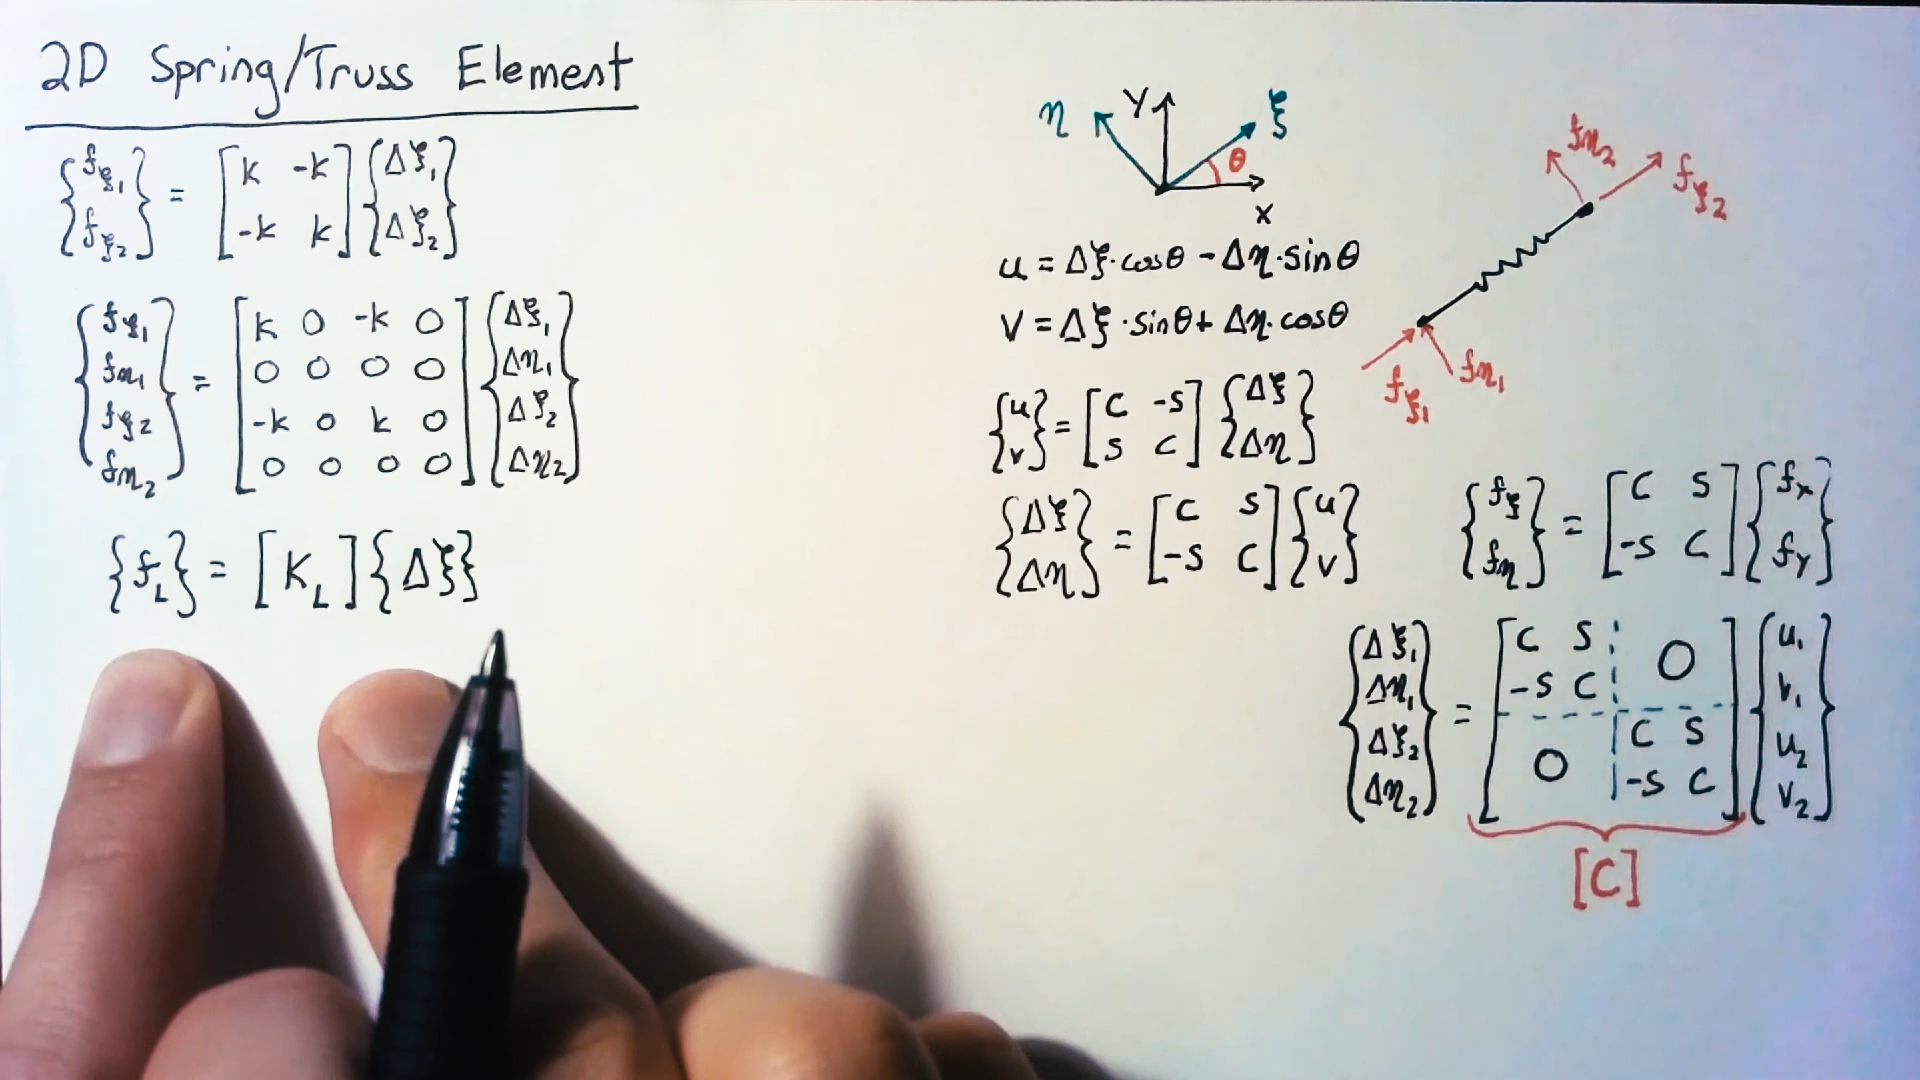 2D Spring/Truss Element
{fξ₁ fξ₂} = [k -k; -k k] {Δξ₁ Δξ₂}
{fξ₁ fη₁ fξ₂ fη₂} = [k 0 -k 0; 0 0 0 0; -k 0 k 0; 0 0 0 0] {Δξ₁ Δη₁ Δξ₂ Δη₂}
{f_L} = [K_L]{Δξ}
η Y ξ
θ
X
fη₂ fξ₂
fξ₁ fη₁
u = Δξ·cosθ - Δη·sinθ
v = Δξ·sinθ + Δη·cosθ
{u v} = [C -S; S C] {Δξ Δη}
{Δξ Δη} = [C S; -S C] {u v}
{fξ fη} = [C S; -S C] {fx fy}
{Δξ₁ Δη₁ Δξ₂ Δη₂} = [C S 0; -S C; 0 C S; -S C] {u₁ v₁ u₂ v₂}
[C]